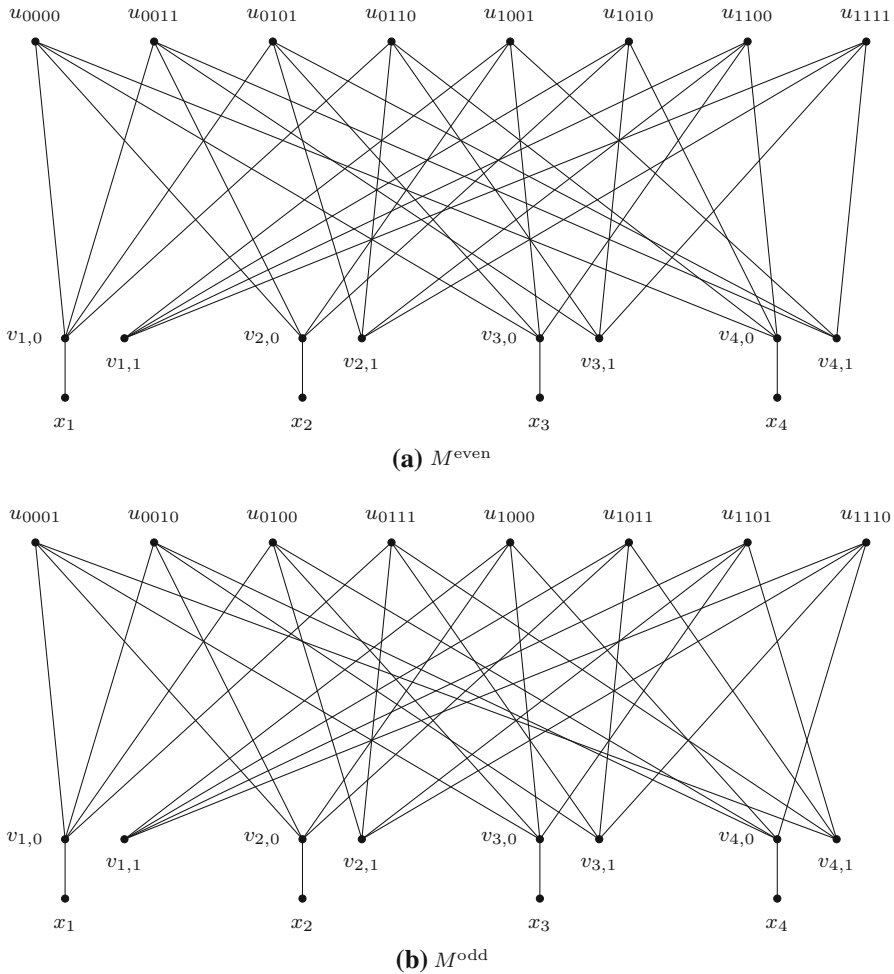 u0000 u0011 u0101 u0110 u1001 u1010 u1100 u1111
v1,0 v1,1 v2,0 v2,1 v3,0 v3,1 v4,0 v4,1
x1 x2 x3 x4
(a) M^even
u0001 u0010 u0100 u0111 u1000 u1011 u1101 u1110
v1,0 v1,1 v2,0 v2,1 v3,0 v3,1 v4,0 v4,1
x1 x2 x3 x4
(b) M^odd